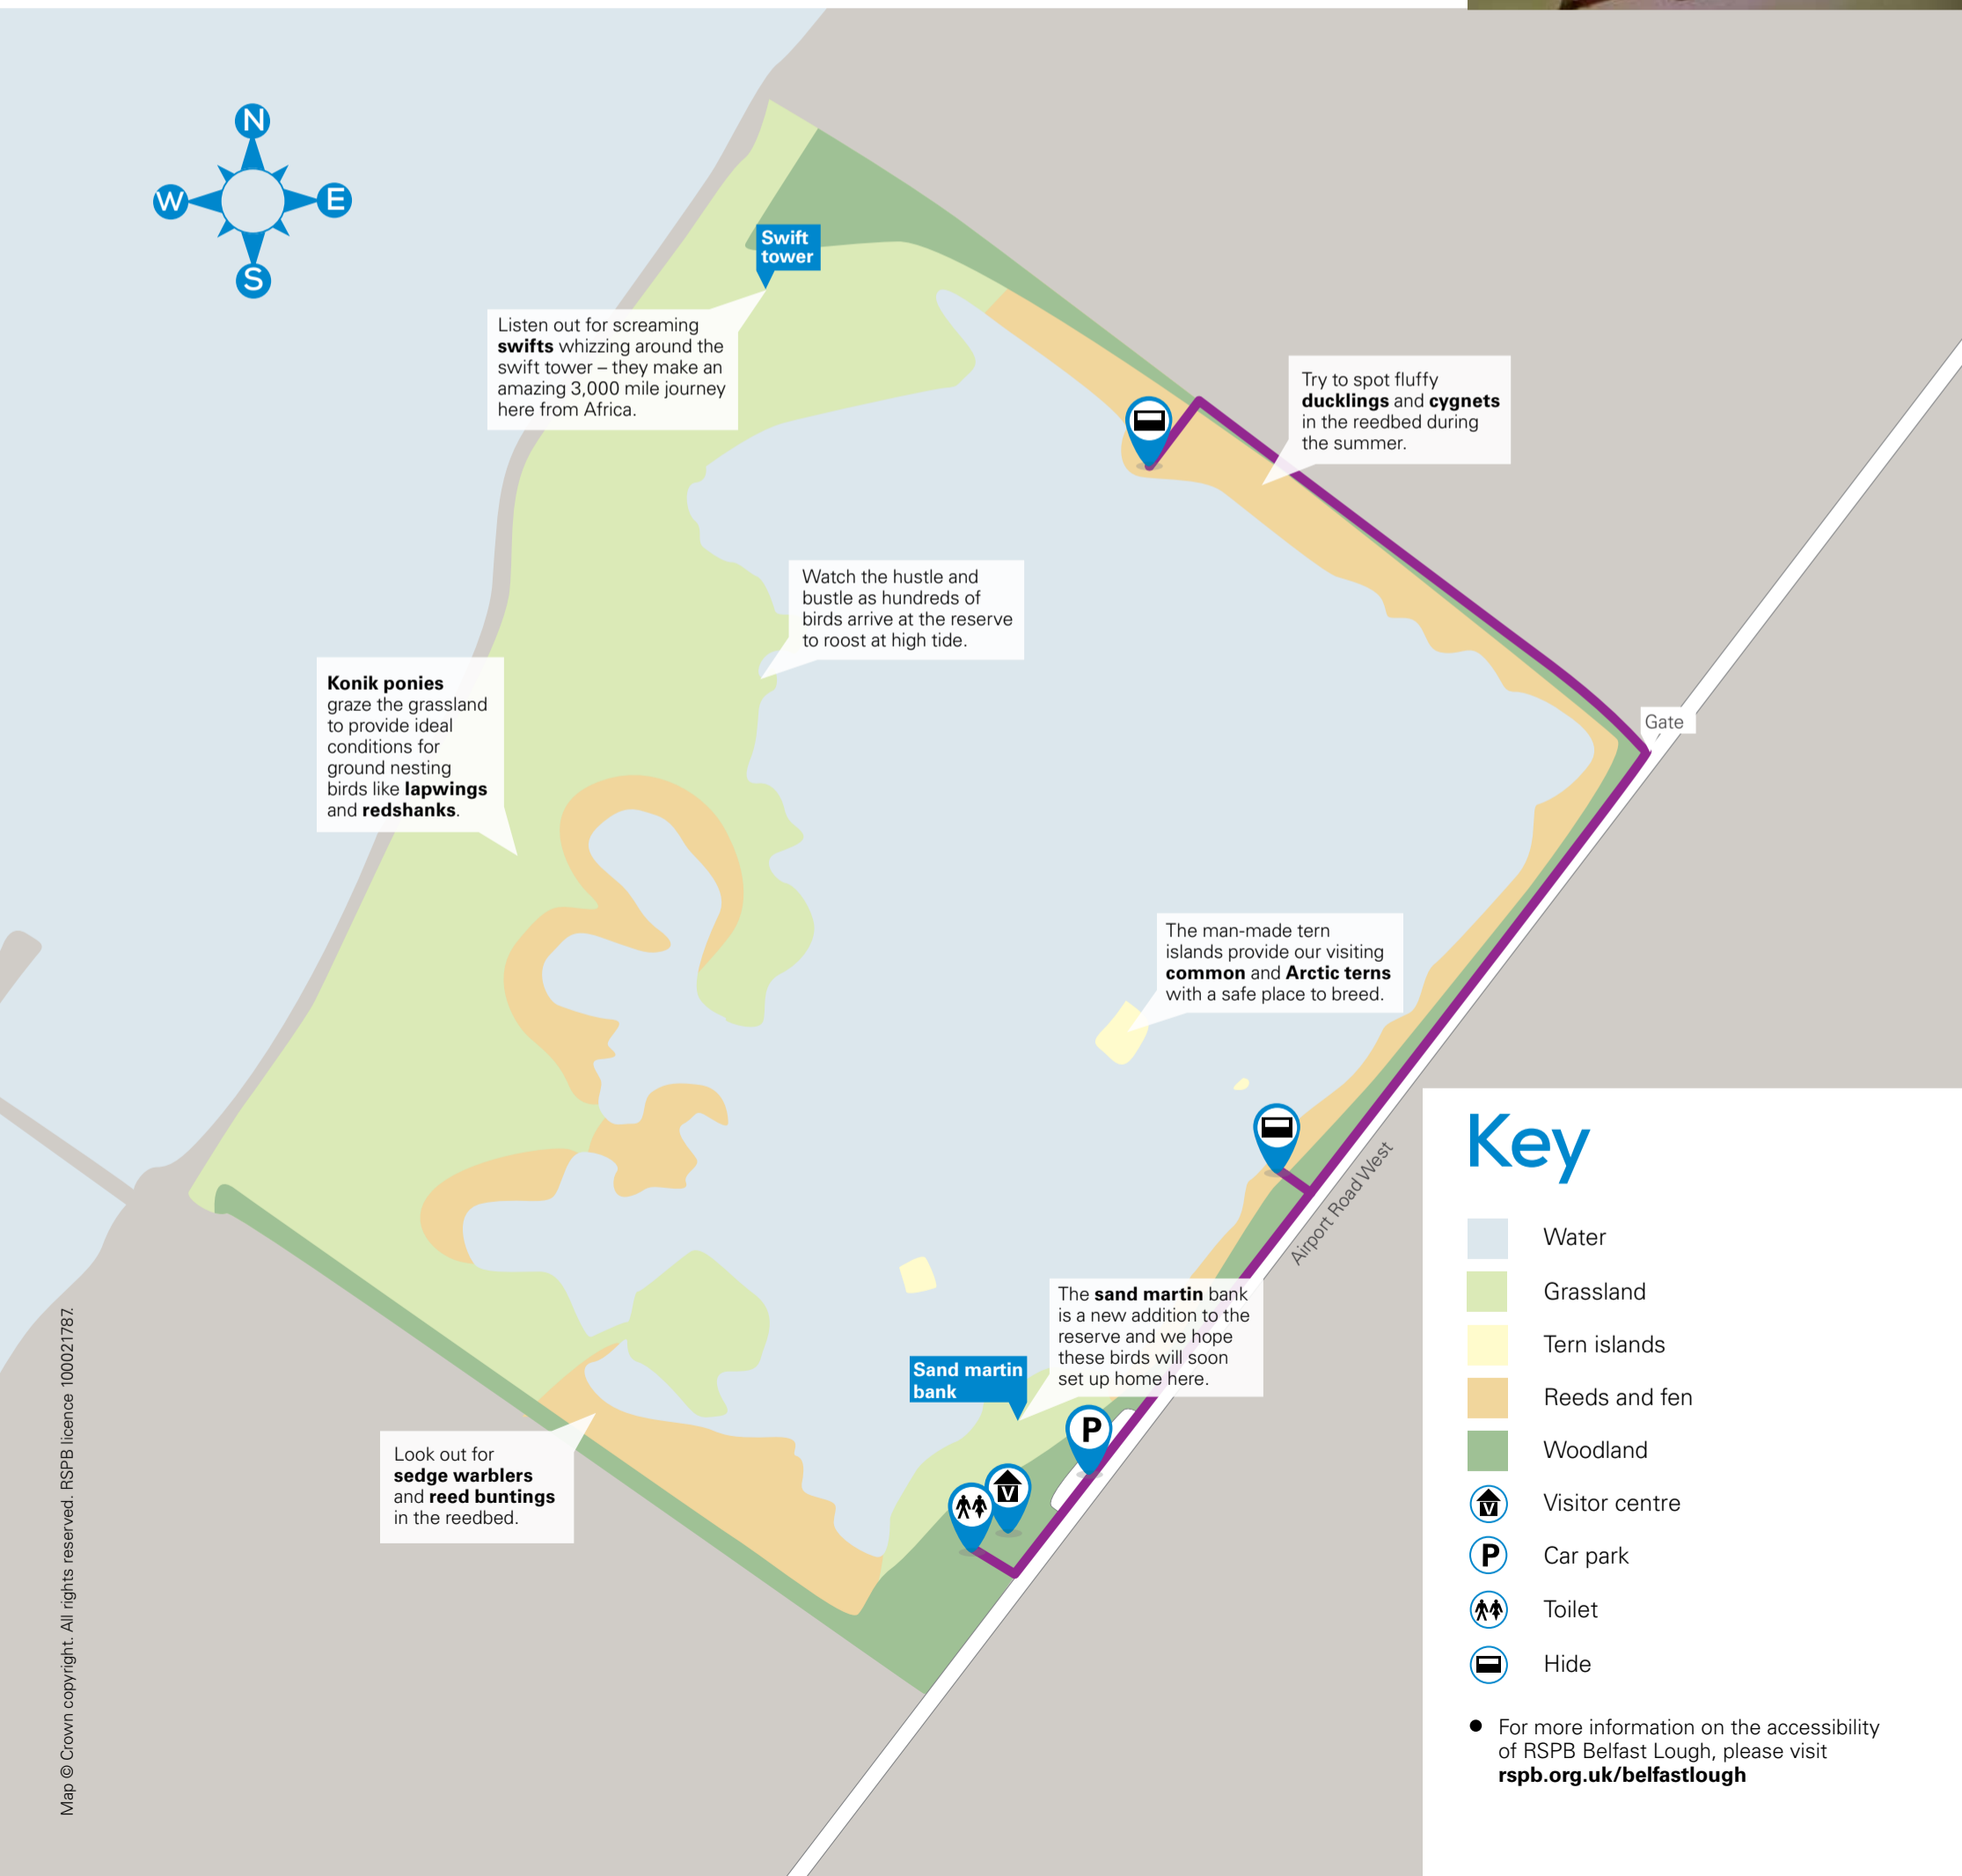 N
W
E
S
Swift
tower
Listen out for screaming
swifts whizzing around the
swift tower – they make an
amazing 3,000 mile journey
here from Africa.
Try to spot fluffy
ducklings and cygnets
in the reedbed during
the summer.
Watch the hustle and
bustle as hundreds of
birds arrive at the reserve
to roost at high tide.
Konik ponies
graze the grassland
to provide ideal
conditions for
ground nesting
birds like lapwings
and redshanks.
Gate
The man-made tern
islands provide our visiting
common and Arctic terns
with a safe place to breed.
Airport Road West
The sand martin bank
is a new addition to the
reserve and we hope
these birds will soon
set up home here.
Sand martin
bank
P
V
Look out for
sedge warblers
and reed buntings
in the reedbed.
Key
Water
Grassland
Tern islands
Reeds and fen
Woodland
V Visitor centre
P Car park
Toilet
Hide
• For more information on the accessibility
of RSPB Belfast Lough, please visit
rspb.org.uk/belfastlough
Map © Crown copyright. All rights reserved. RSPB licence 100021787.